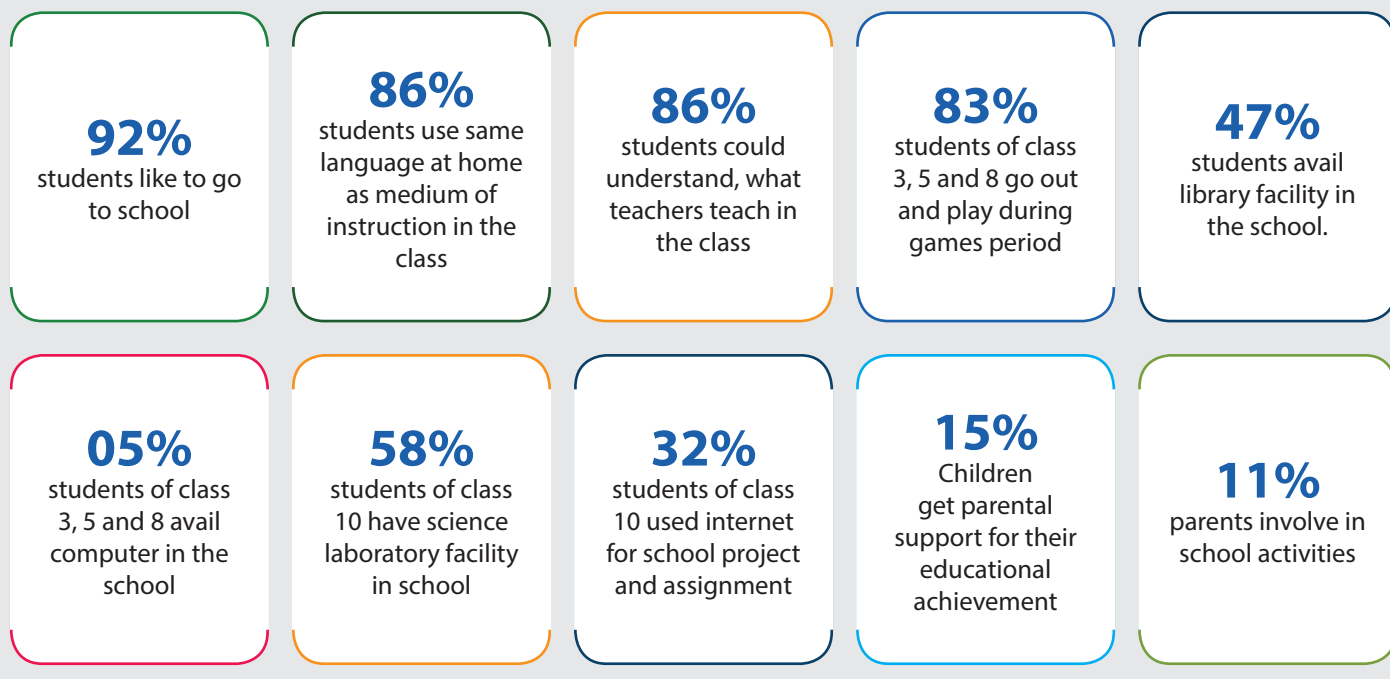 92%
students like to go
to school
86%
students use same
language at home
as medium of
instruction in the
class
86%
students could
understand, what
teachers teach in
the class
83%
students of class
3, 5 and 8 go out
and play during
games period
47%
students avail
library facility in
the school.
05%
students of class
3, 5 and 8 avail
computer in the
school
58%
students of class
10 have science
laboratory facility
in school
32%
students of class
10 used internet
for school project
and assignment
15%
Children
get parental
support for their
educational
achievement
11%
parents involve in
school activities